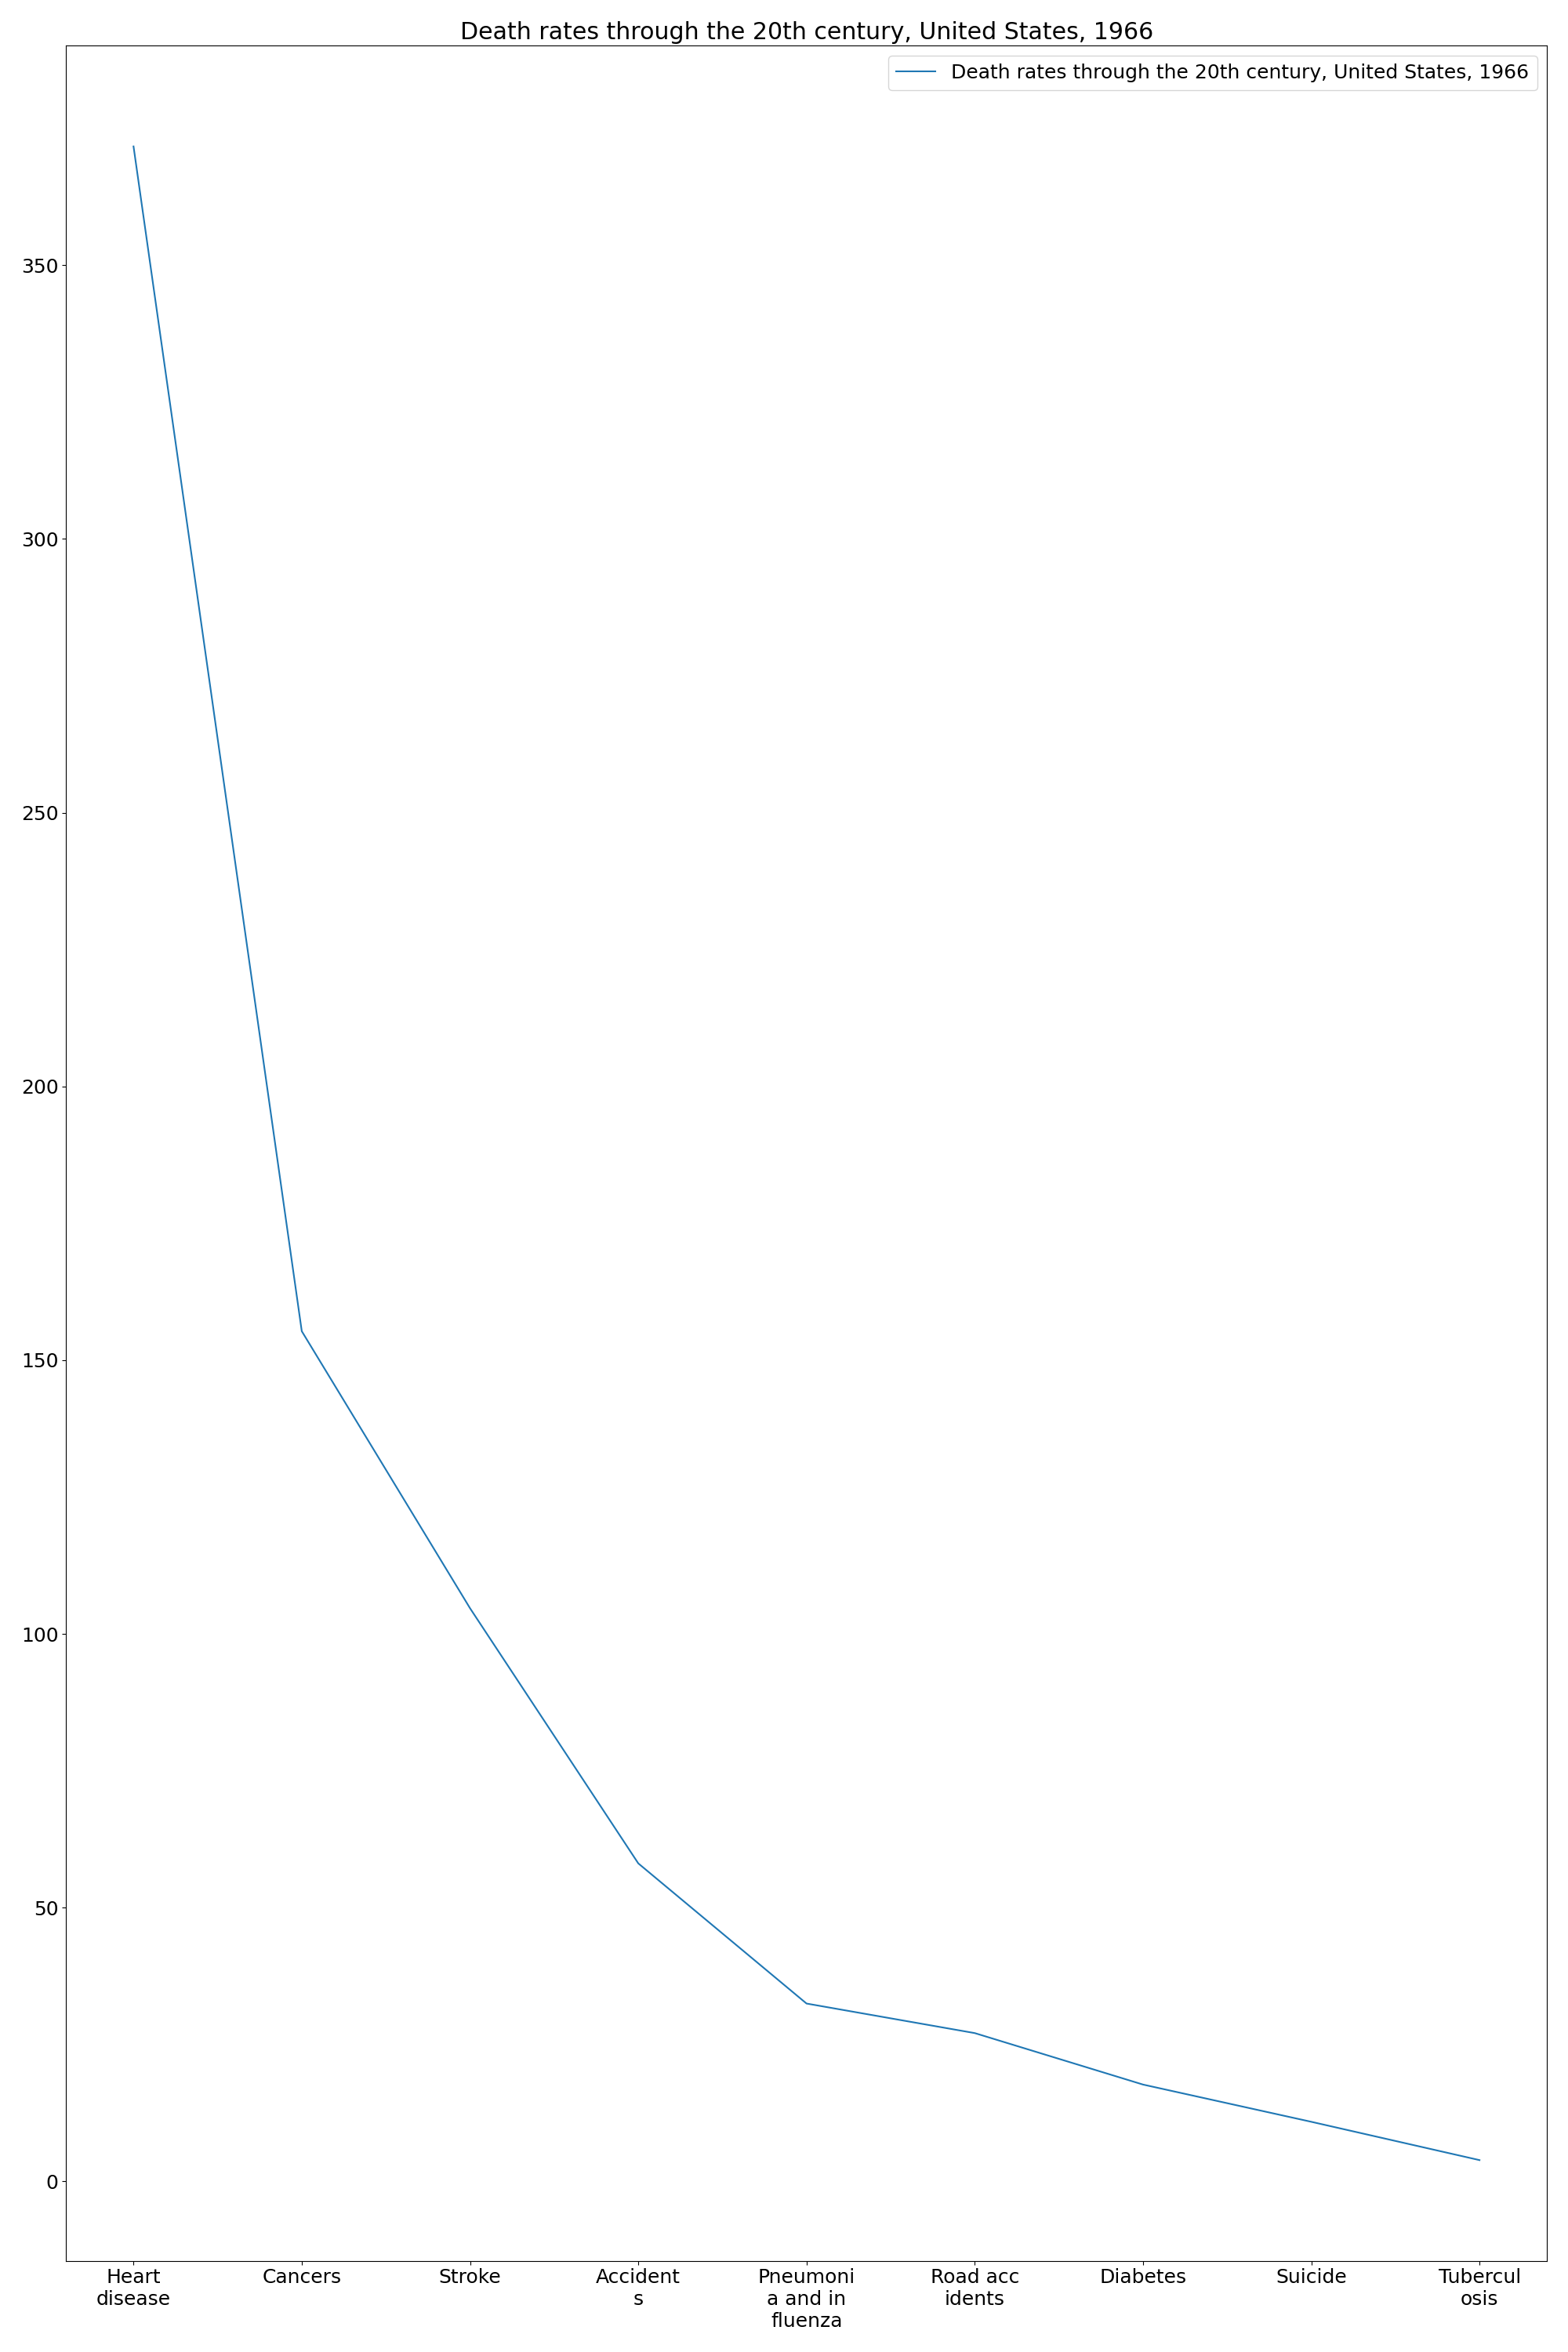 Death rates through the 20th century, United States, 1966
Death rates through the 20th century, United States, 1966
350
300
250
200
150
100
50
0
Heart
disease
Cancers
Stroke
Accident
s
Pneumoni
a and in
fluenza
Road acc
idents
Diabetes
Suicide
Tubercul
osis